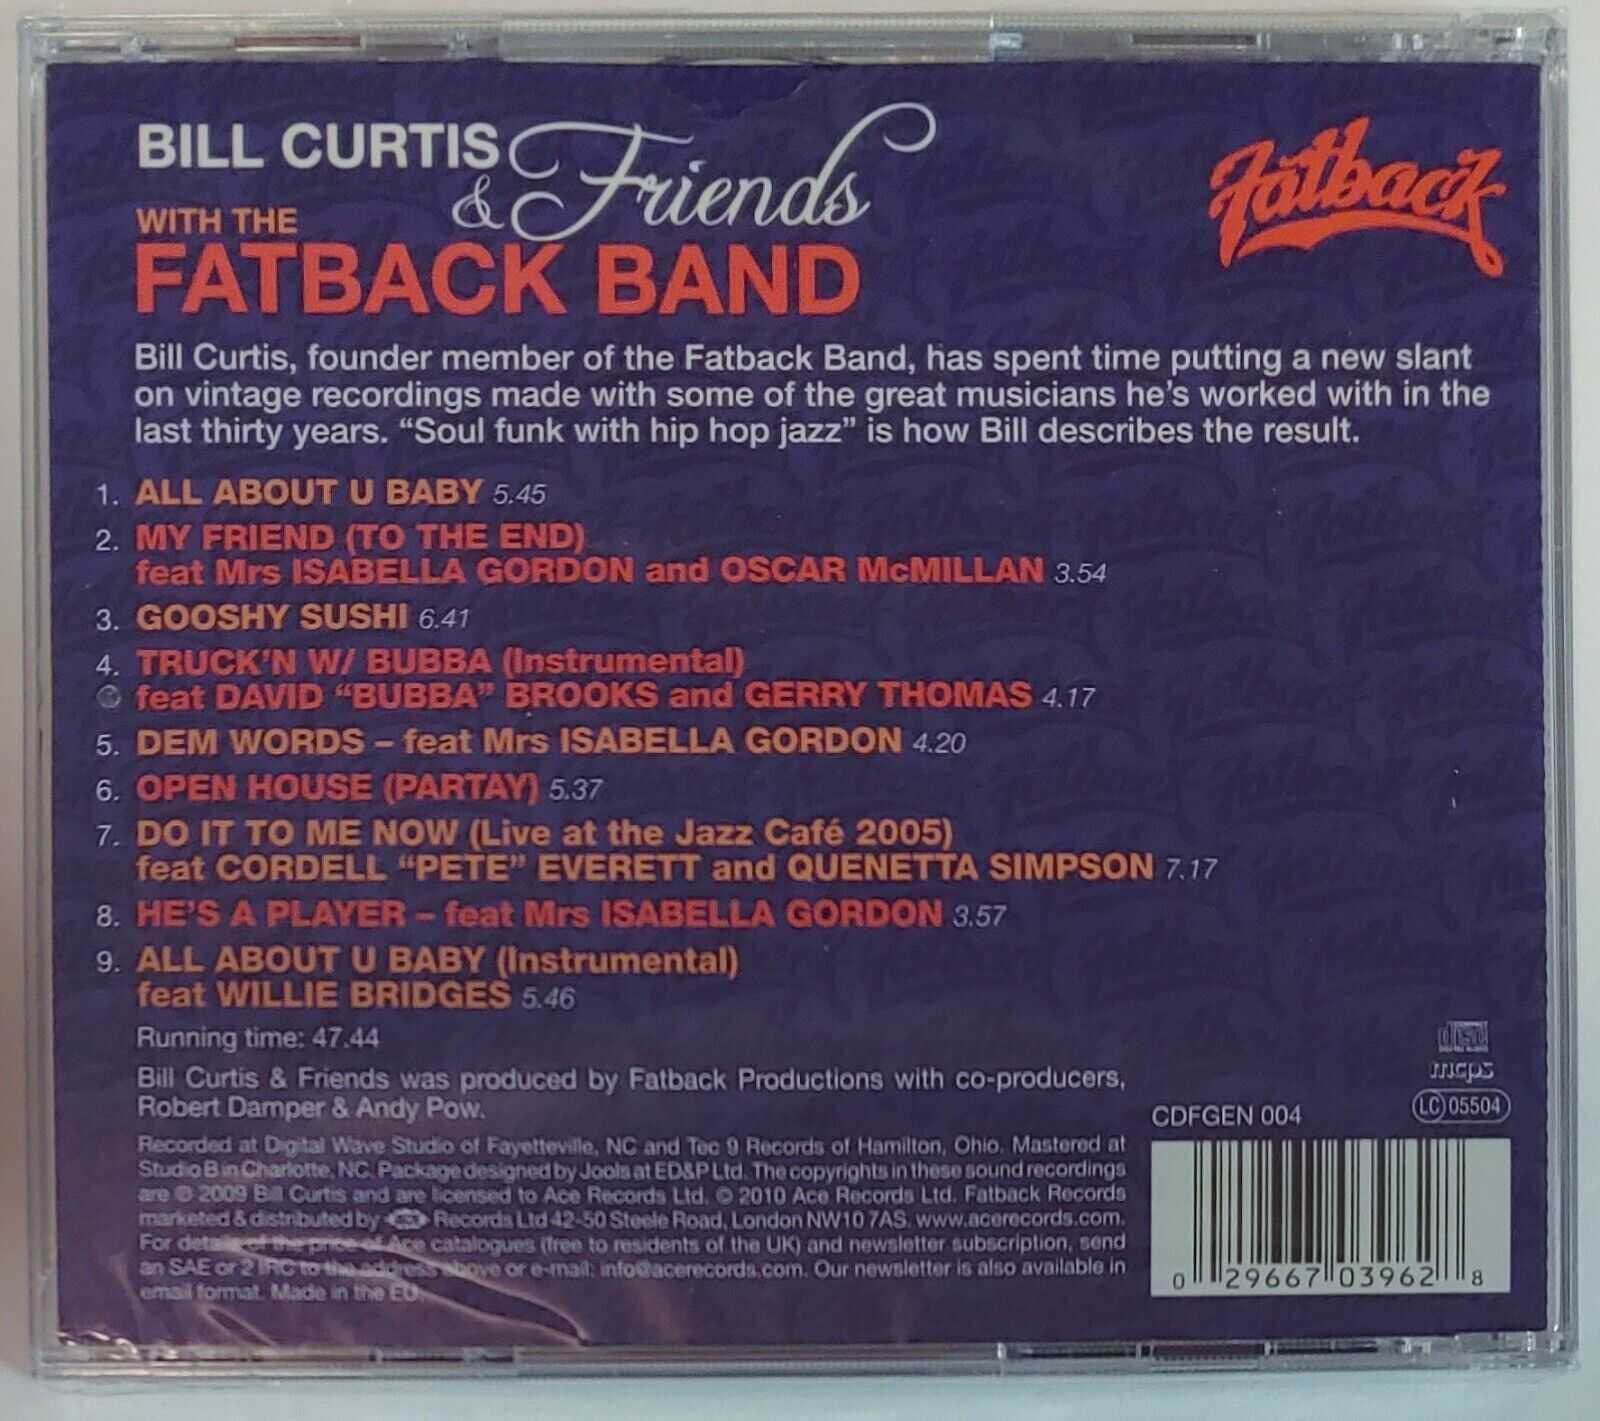 BILL CURTIS
& Friends
WITH THE
FATBACK BAND
Fatback
Bill Curtis, founder member of the Fatback Band, has spent time putting a new slant
on vintage recordings made with some of the great musicians he's worked with in the
last thirty years. “Soul funk with hip hop jazz” is how Bill describes the result.
1. ALL ABOUT U BABY 5.45
2. MY FRIEND (TO THE END)
feat Mrs ISABELLA GORDON and OSCAR McMILLAN 3.54
3. GOOSHY SUSHI 6.41
4. TRUCK'N W/ BUBBA (Instrumental)
feat DAVID “BUBBA” BROOKS and GERRY THOMAS 4.17
5. DEM WORDS – feat Mrs ISABELLA GORDON 4.20
6. OPEN HOUSE (PARTAY) 5.37
7. DO IT TO ME NOW (Live at the Jazz Café 2005)
feat CORDELL “PETE” EVERETT and QUENETTA SIMPSON 7.17
8. HE'S A PLAYER – feat Mrs ISABELLA GORDON 3.57
9. ALL ABOUT U BABY (Instrumental)
feat WILLIE BRIDGES 5.46
Running time: 47.44
Bill Curtis & Friends was produced by Fatback Productions with co-producers,
Robert Damper & Andy Pow.
Recorded at Digital Wave Studio of Fayetteville, NC and Tec 9 Records of Hamilton, Ohio. Mastered at
Studio B in Charlotte, NC. Package designed by Jools at ED&P Ltd. The copyrights in these sound recordings
are ℗ 2009 Bill Curtis and are licensed to Ace Records Ltd. © 2010 Ace Records Ltd. Fatback Records
marketed & distributed by ACE Records Ltd 42-50 Steele Road, London NW10 7AS. www.acerecords.com.
For details of the price of Ace catalogues (free to residents of the UK) and newsletter subscription, send
an SAE or 2 IRC to the address above or e-mail: info@acerecords.com. Our newsletter is also available in
email format. Made in the EU.
disc
mcps
CDFGEN 004
LC 05504
0 29667 03962 8